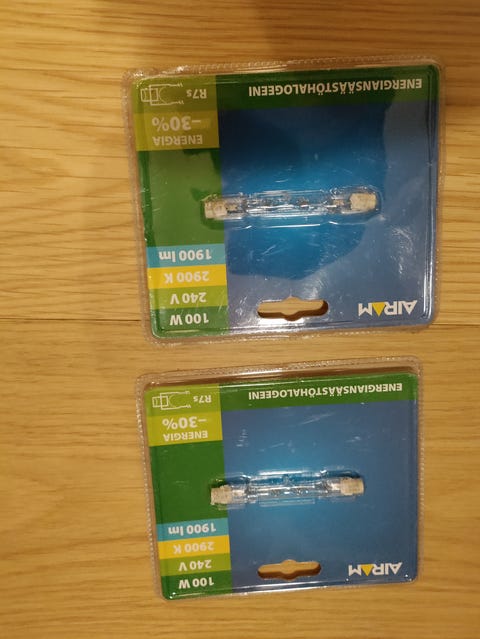 AIRAM
100 W
240 V
2900 K
1900 lm
ENERGIA
–30%
R7s
ENERGIANSÄÄSTÖHALOGEENI
AIRAM
100 W
240 V
2900 K
1900 lm
ENERGIA
–30%
R7s
ENERGIANSÄÄSTÖHALOGEENI